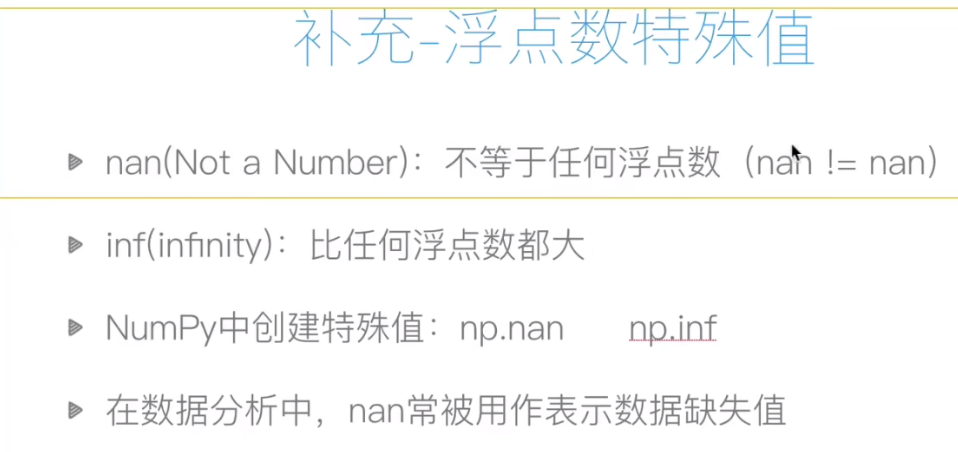 补充-浮点数特殊值
nan(Not a Number)：不等于任何浮点数（nan != nan）
inf(infinity)：比任何浮点数都大
NumPy中创建特殊值：np.nan np.inf
在数据分析中，nan常被用作表示数据缺失值